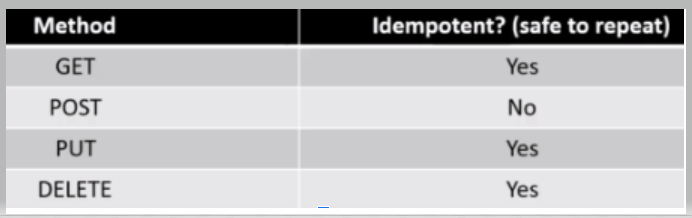 Method Idempotent? (safe to repeat)
GET Yes
POST No
PUT Yes
DELETE Yes